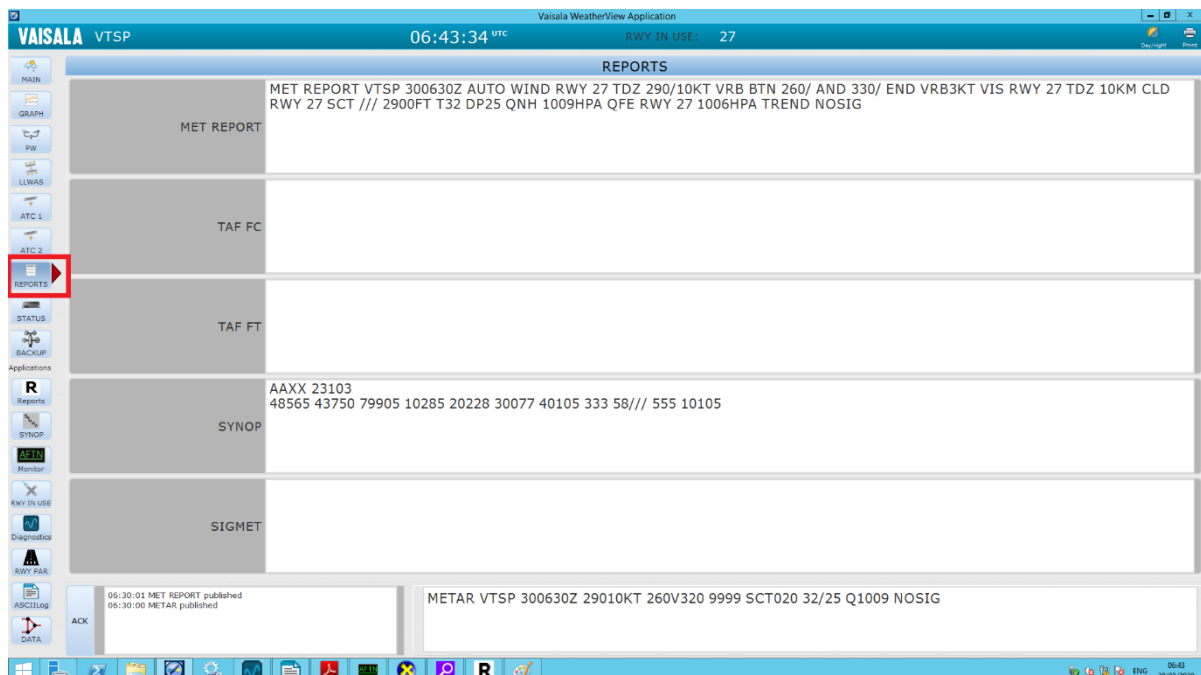 Vaisala WeatherView Application
VAISALA VTSP 06:43:34 UTC RWY IN USE: 27
Day/night Print
REPORTS
MAIN
GRAPH
PW
LLWAS
ATC 1
ATC 2
REPORTS
STATUS
BACKUP
Applications
R
Reports
SYNOP
AFTN
Monitor
RWY IN USE
Diagnostics
RWY PAR
ASCIILog
DATA
MET REPORT
MET REPORT VTSP 300630Z AUTO WIND RWY 27 TDZ 290/10KT VRB BTN 260/ AND 330/ END VRB3KT VIS RWY 27 TDZ 10KM CLD
RWY 27 SCT /// 2900FT T32 DP25 QNH 1009HPA QFE RWY 27 1006HPA TREND NOSIG
TAF FC
TAF FT
SYNOP
AAXX 23103
48565 43750 79905 10285 20228 30077 40105 333 58/// 555 10105
SIGMET
ACK
06:30:01 MET REPORT published
06:30:00 METAR published
METAR VTSP 300630Z 29010KT 260V320 9999 SCT020 32/25 Q1009 NOSIG
AFTN
R
ENG
06:43